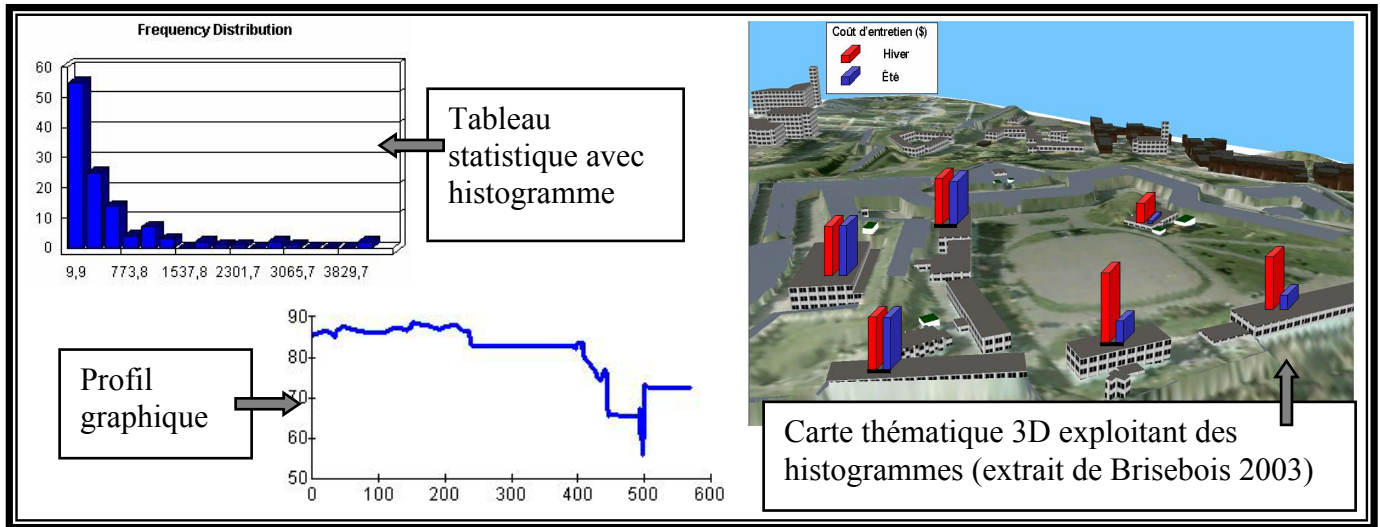 Frequency Distribution
60
50
40
30
20
10
0
9,9 773,8 1537,8 2301,7 3065,7 3829,7
Tableau
statistique avec
histogramme
Profil
graphique
90
80
70
60
50
0 100 200 300 400 500 600
Coût d'entretien ($)
Hiver
Été
Carte thématique 3D exploitant des
histogrammes (extrait de Brisebois 2003)